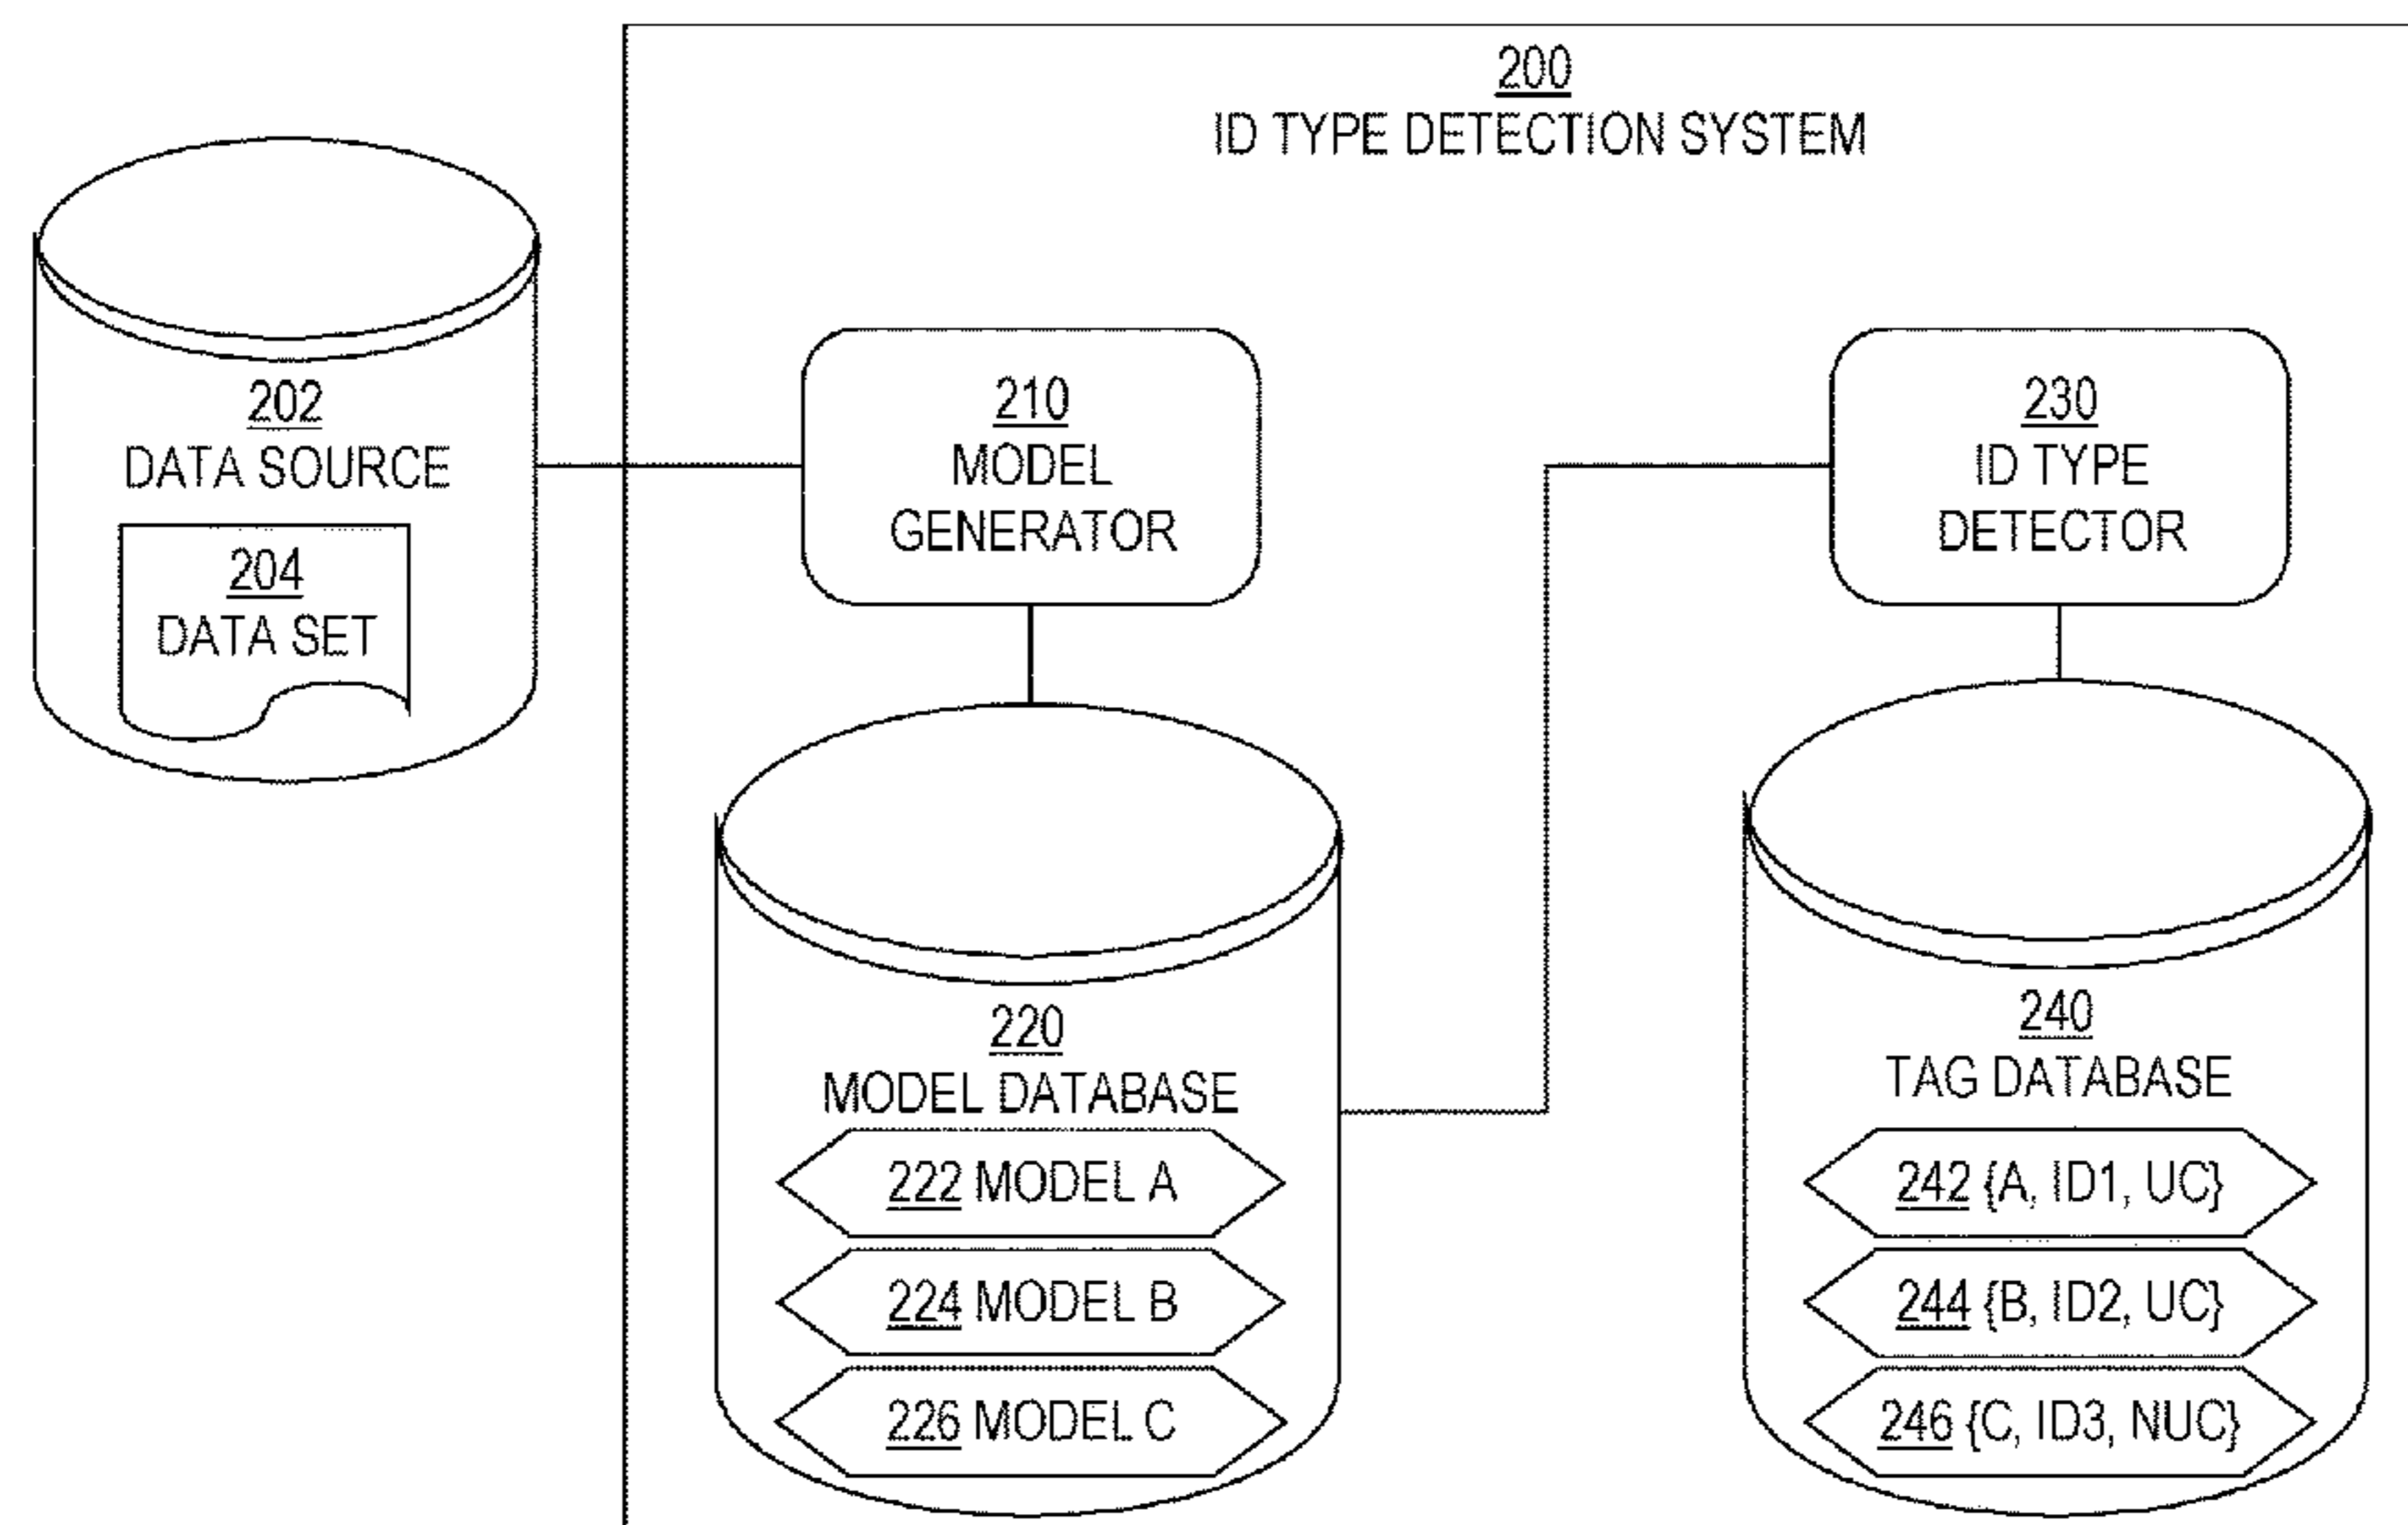 200
ID TYPE DETECTION SYSTEM
202
DATA SOURCE
204
DATA SET
210
MODEL
GENERATOR
230
ID TYPE
DETECTOR
220
MODEL DATABASE
222 MODEL A
224 MODEL B
226 MODEL C
240
TAG DATABASE
242 {A, ID1, UC}
244 {B, ID2, UC}
246 {C, ID3, NUC}